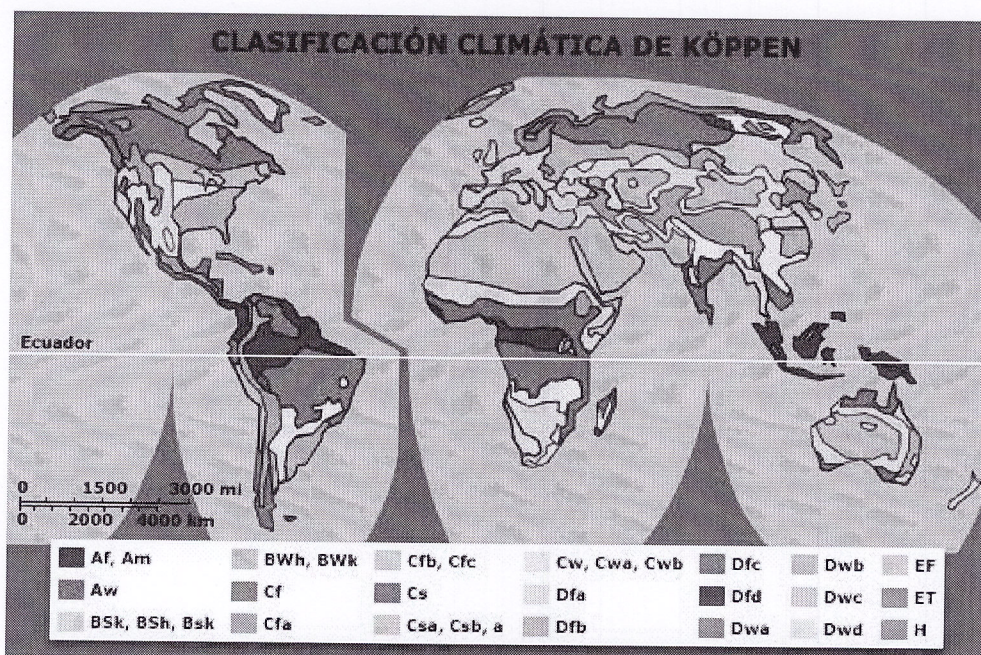 CLASIFICACIÓN CLIMÁTICA DE KÖPPEN
Ecuador
0 1500 3000 mi
0 2000 4000 km
Af, Am BWh, BWk Cfb, Cfc Cw, Cwa, Cwb Dfc Dwb EF
Aw Cf Cs Dfa Dfd Dwc ET
BSk, BSh, Bsk Cfa Csa, Csb, a Dfb Dwa Dwd H